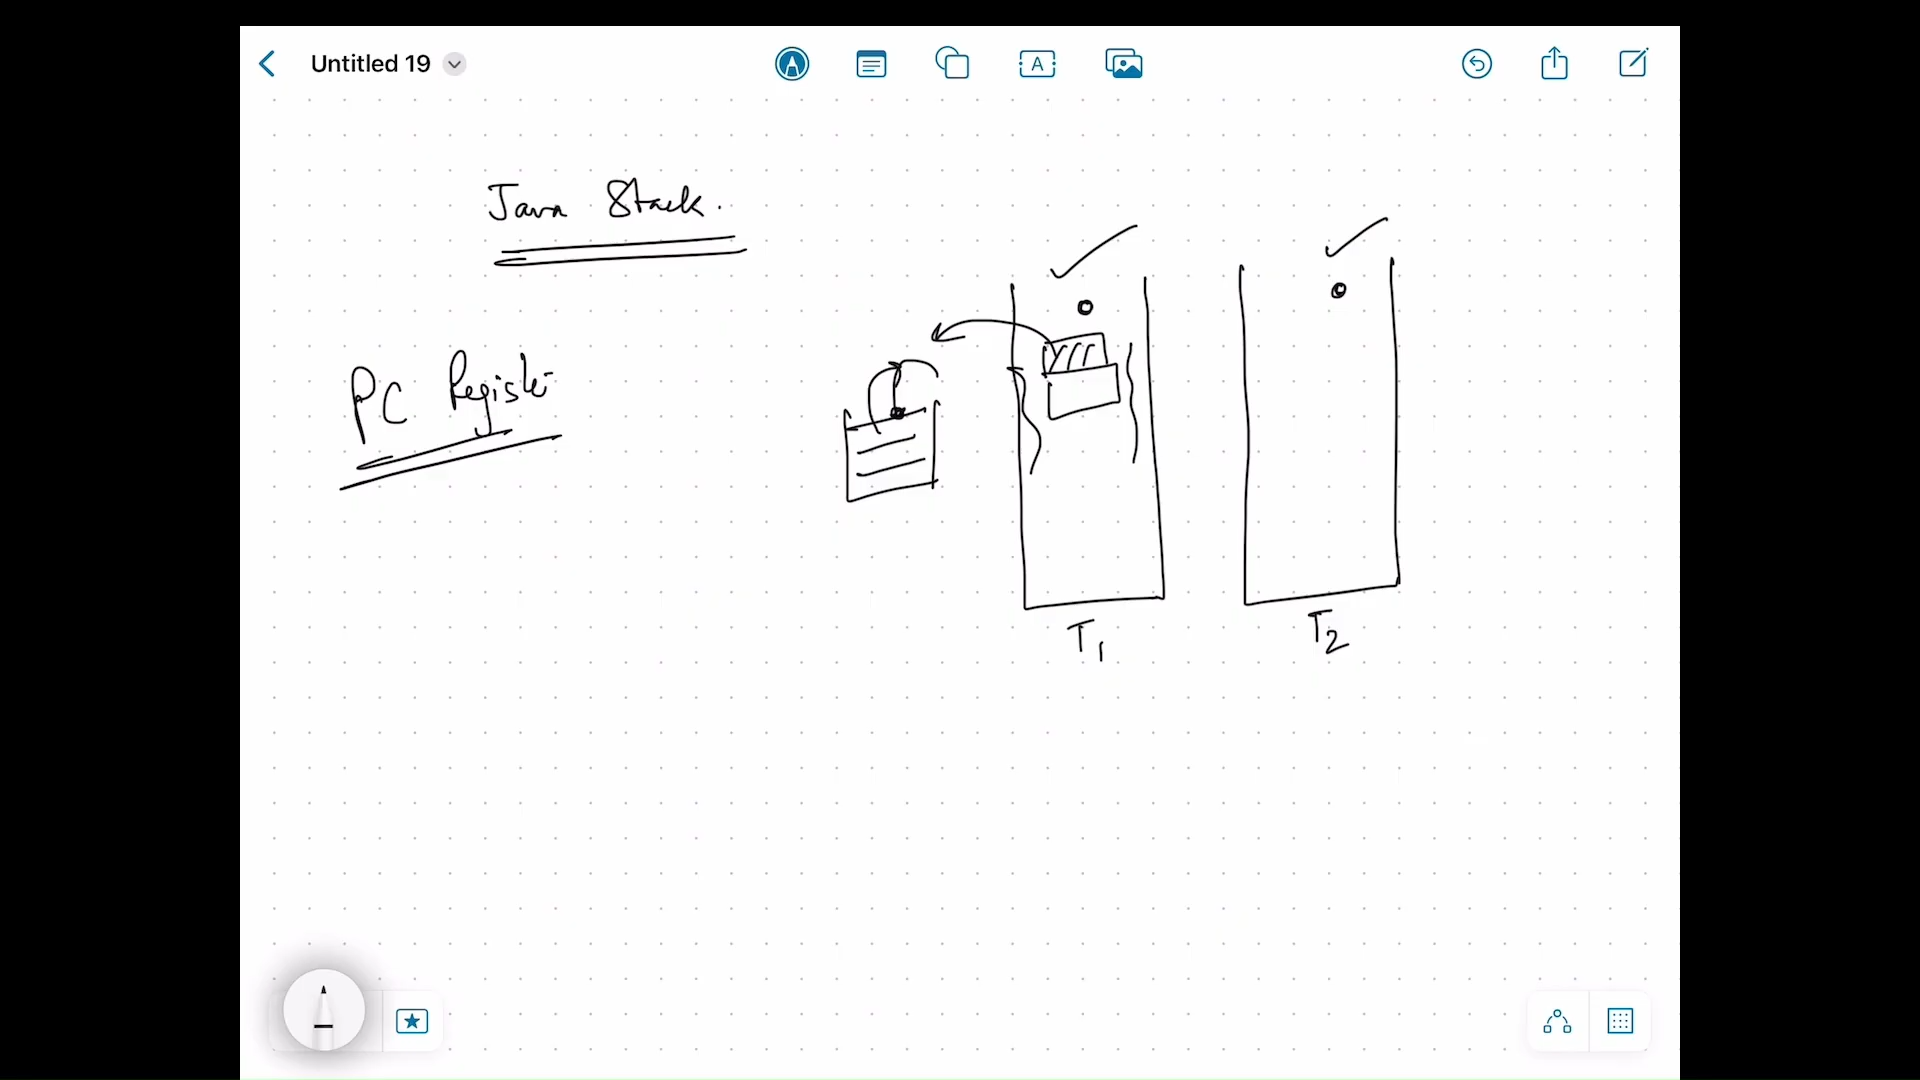 Untitled 19
A
Java Stack.
PC Register
T1
T2